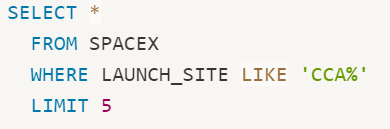 SELECT *
FROM SPACEX
WHERE LAUNCH_SITE LIKE 'CCA%'
LIMIT 5